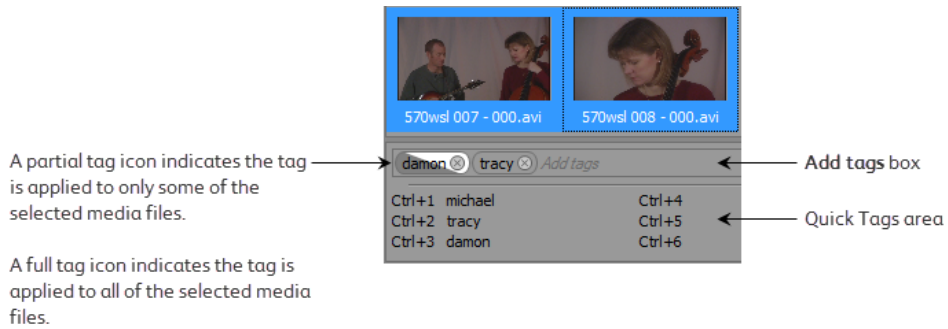 570wsl 007 - 000.avi
570wsl 008 - 000.avi
A partial tag icon indicates the tag
is applied to only some of the
selected media files.
A full tag icon indicates the tag is
applied to all of the selected media
files.
damon tracy Add tags
Add tags box
Ctrl+1 michael Ctrl+4
Ctrl+2 tracy Ctrl+5
Ctrl+3 damon Ctrl+6
Quick Tags area